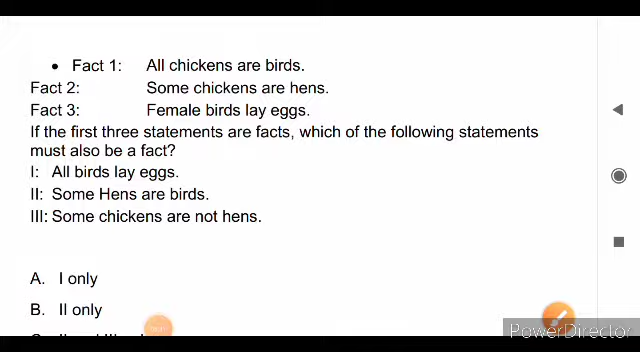 • Fact 1: All chickens are birds.
Fact 2: Some chickens are hens.
Fact 3: Female birds lay eggs.
If the first three statements are facts, which of the following statements
must also be a fact?
I: All birds lay eggs.
II: Some Hens are birds.
III: Some chickens are not hens.
A. I only
B. II only
PowerDirector